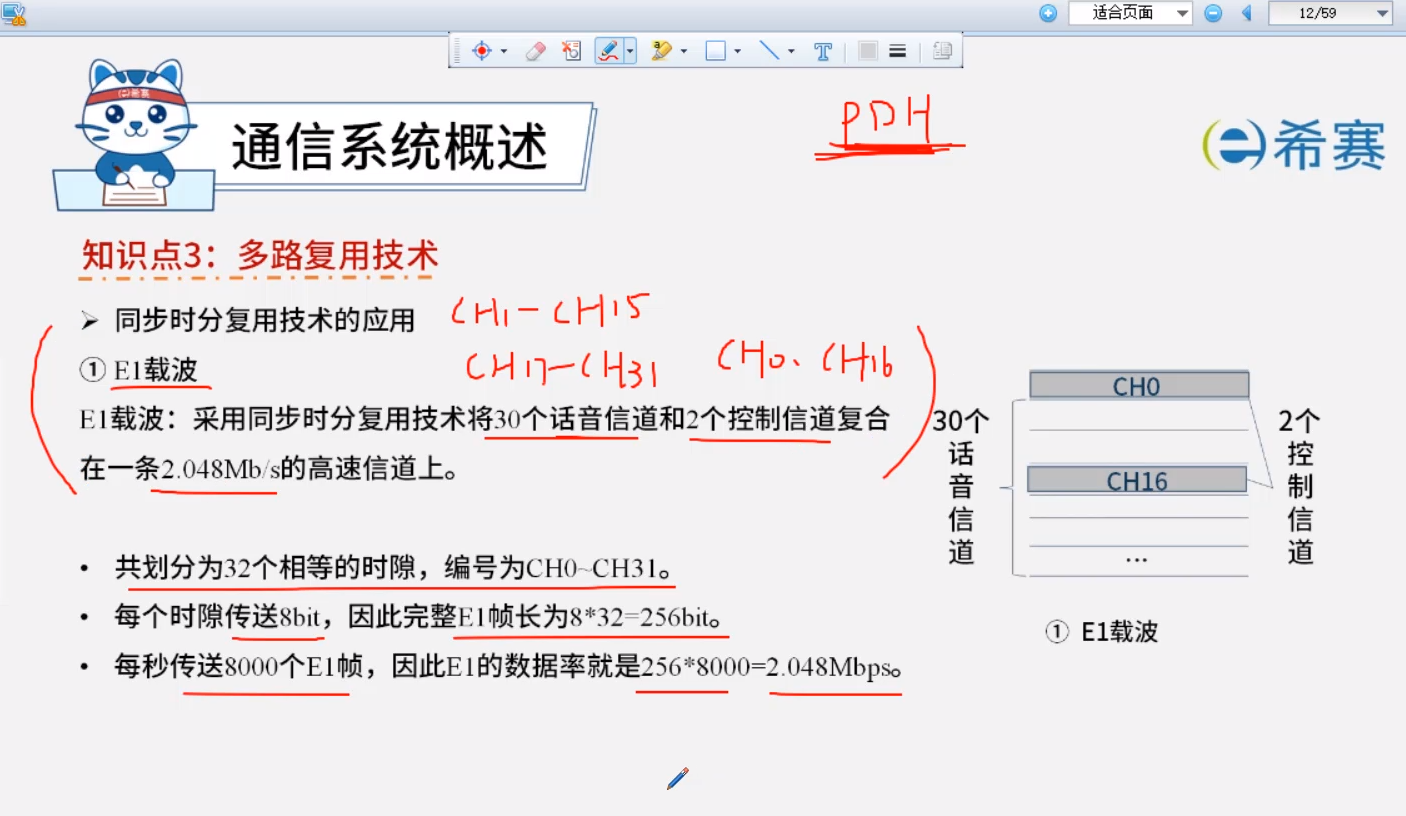 适合页面
12/59
PDH
(e)希赛
通信系统概述
希赛
知识点3：多路复用技术
➢ 同步时分复用技术的应用
CH1-CH15
① E1载波
CH17-CH31
CH0、CH16
E1载波：采用同步时分复用技术将30个话音信道和2个控制信道复合
在一条2.048Mb/s的高速信道上。
• 共划分为32个相等的时隙，编号为CH0~CH31。
• 每个时隙传送8bit，因此完整E1帧长为8*32=256bit。
• 每秒传送8000个E1帧，因此E1的数据率就是256*8000=2.048Mbps。
30个话音信道
CH0
CH16
...
2个控制信道
① E1载波